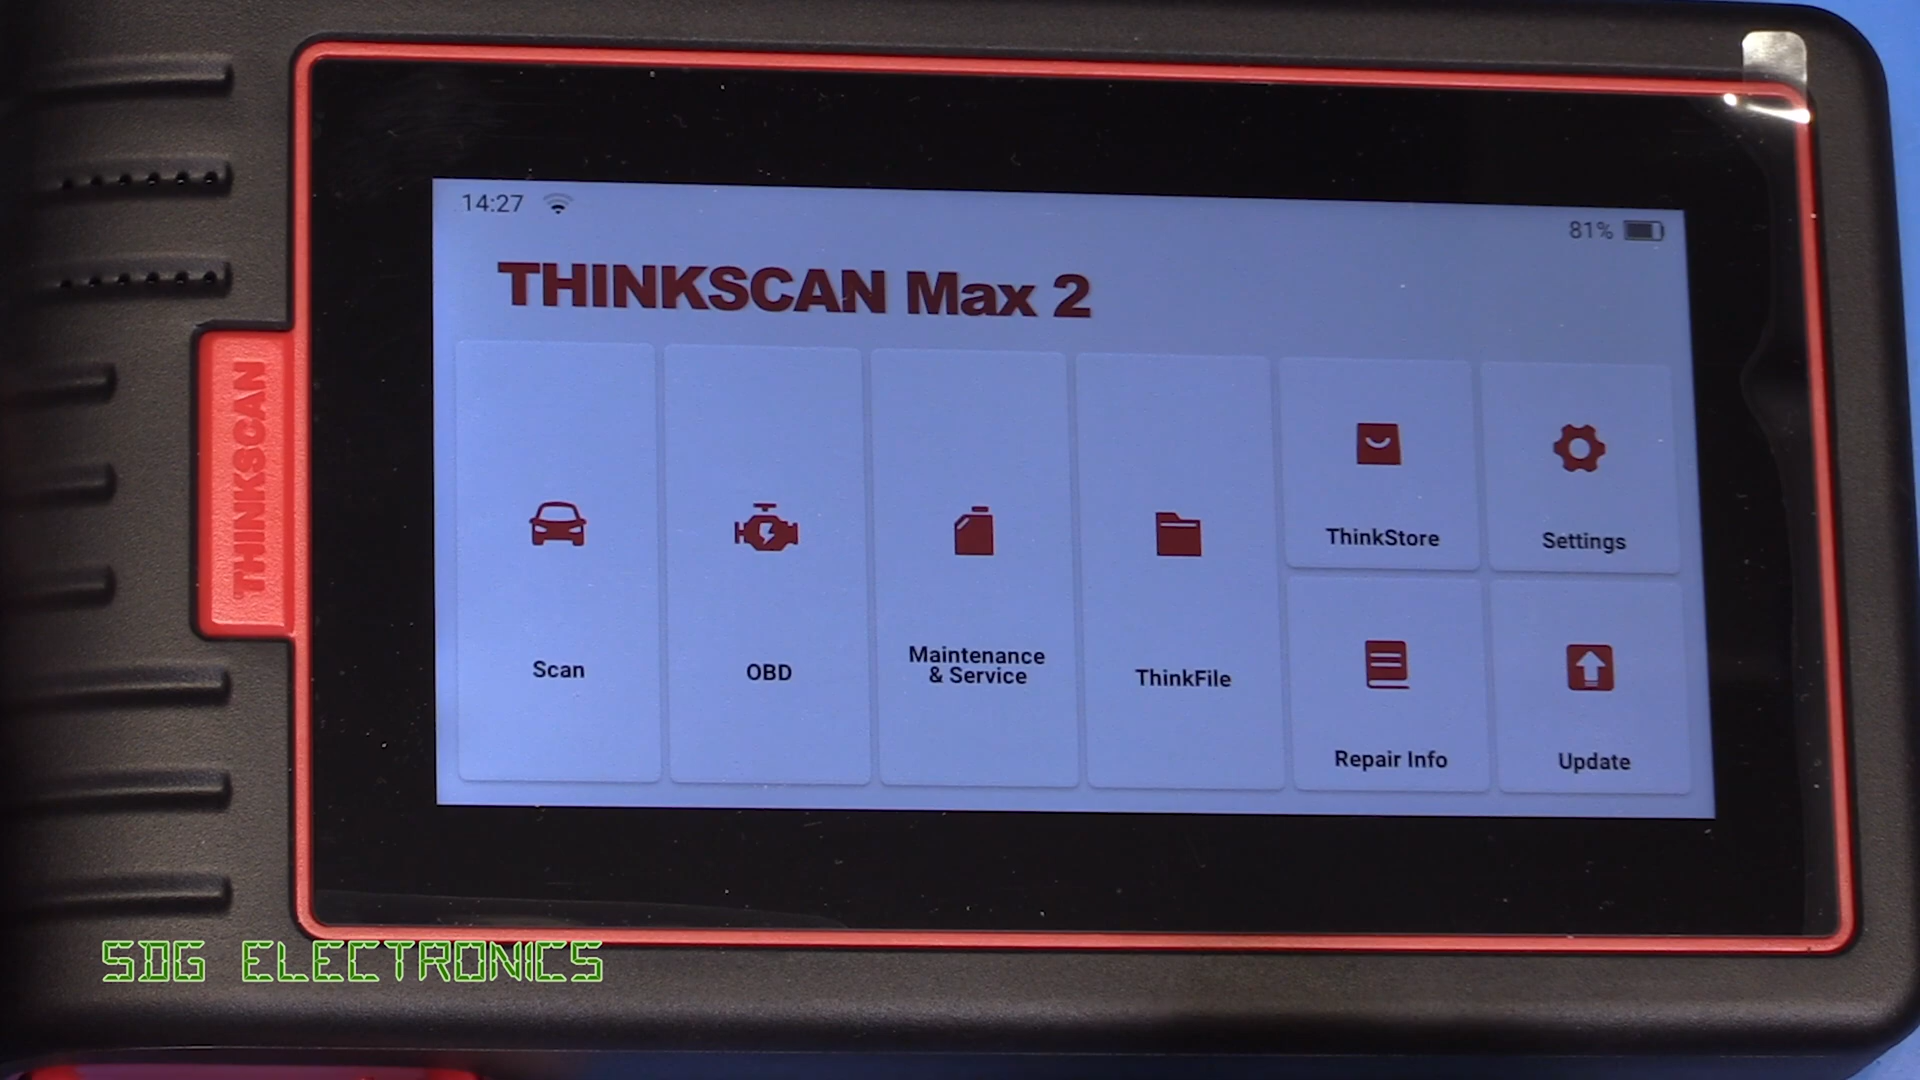 14:27
81%
THINKSCAN Max 2
THINKSCAN
Scan
OBD
Maintenance
& Service
ThinkFile
ThinkStore
Settings
Repair Info
Update
SDG ELECTRONICS